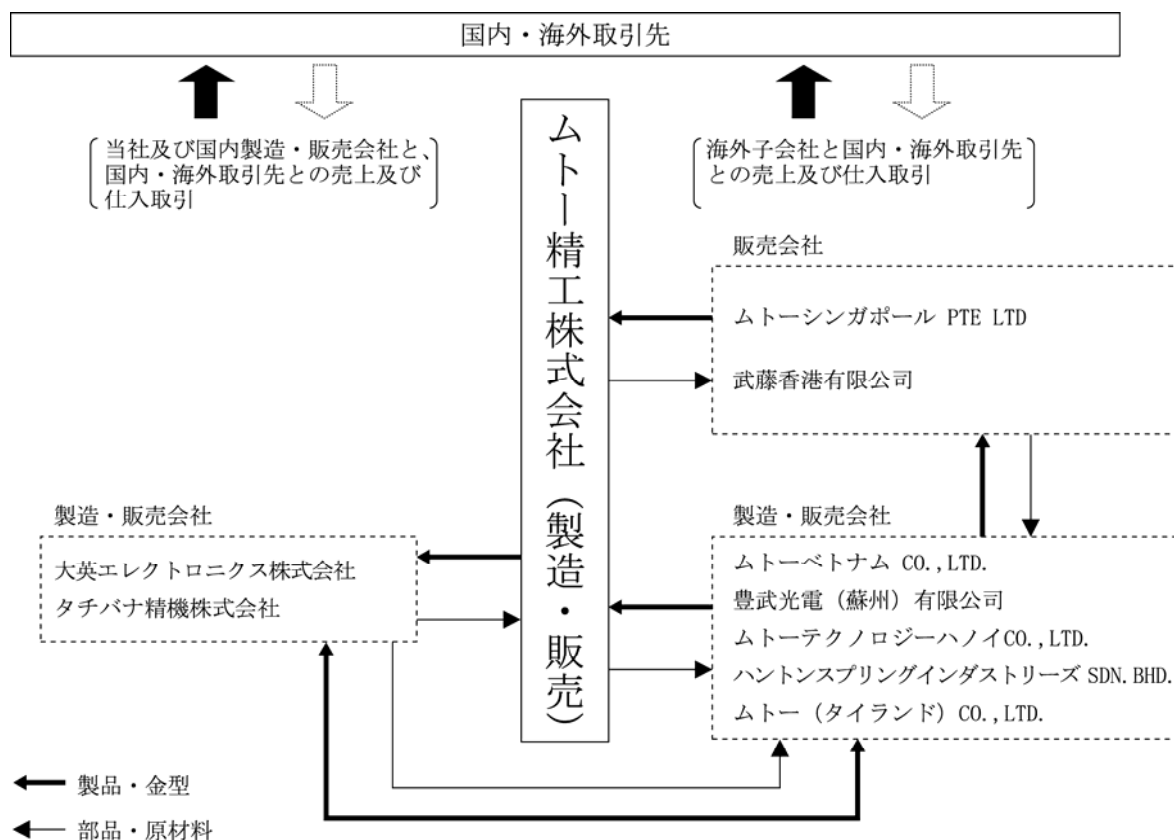 国内・海外取引先
当社及び国内製造・販売会社と、
国内・海外取引先との売上及び
仕入取引
海外子会社と国内・海外取引先
との売上及び仕入取引
ムトー精工株式会社（製造・販売）
販売会社
ムトーシンガポール PTE LTD
武藤香港有限公司
製造・販売会社
大英エレクトロニクス株式会社
タチバナ精機株式会社
製造・販売会社
ムトーベトナム CO.,LTD.
豊武光電（蘇州）有限公司
ムトーテクノロジーハノイCO.,LTD.
ハントンスプリングインダストリーズ SDN.BHD.
ムトー（タイランド）CO.,LTD.
製品・金型
部品・原材料